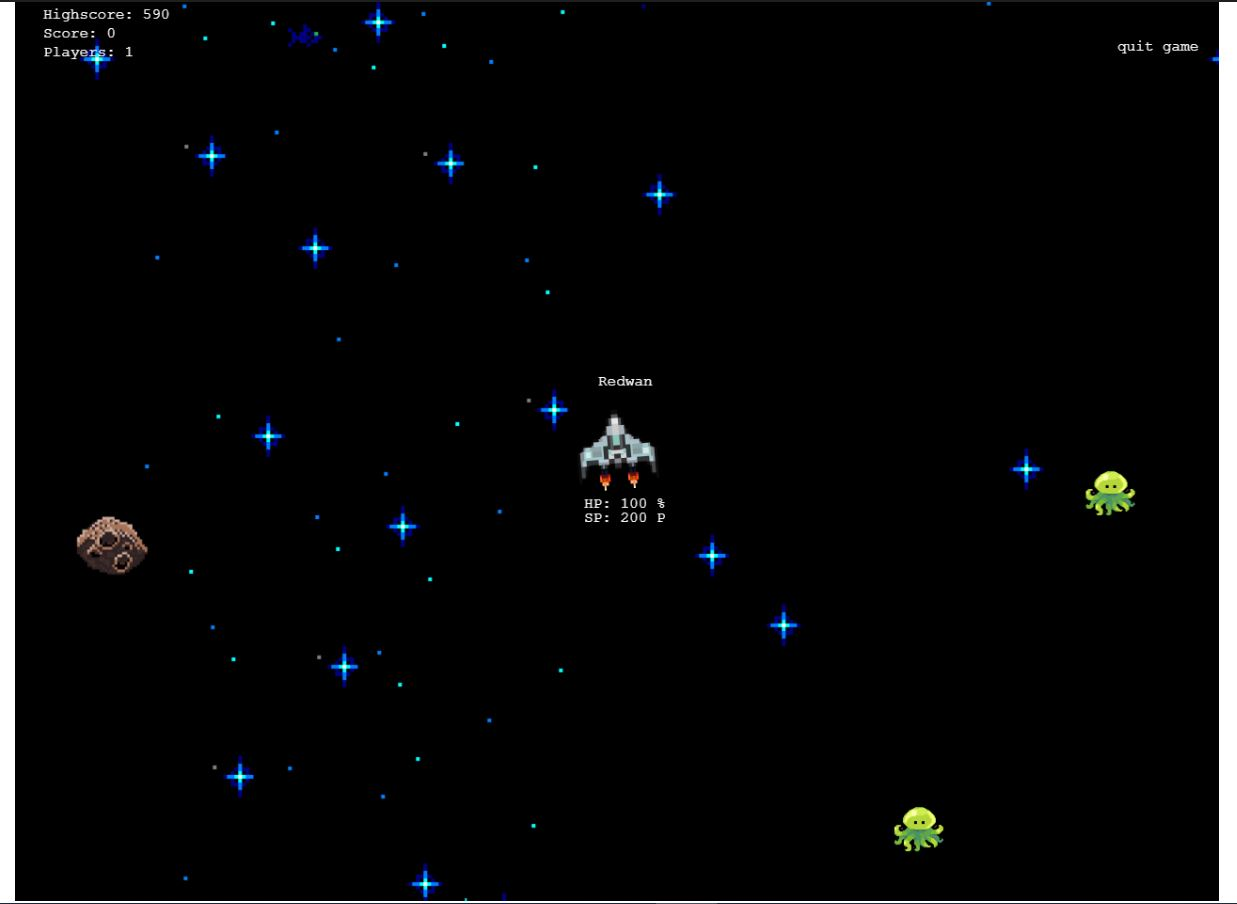 Highscore: 590
Score: 0
Players: 1
quit game
Redwan
HP: 100 %
SP: 200 P